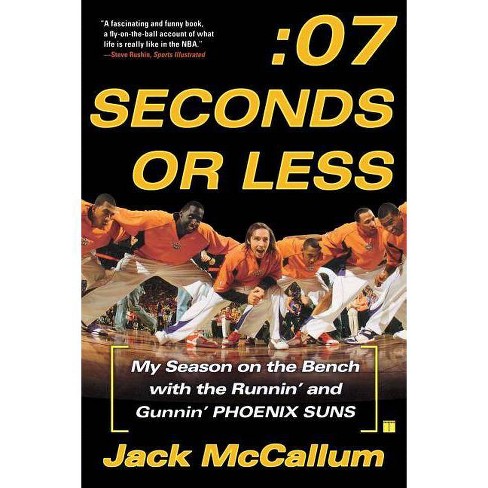 "A fascinating and funny book,
a fly-on-the-ball account of what
life is really like in the NBA."
—Steve Rushin, Sports Illustrated
:07
SECONDS
OR LESS
My Season on the Bench
with the Runnin' and
Gunnin' PHOENIX SUNS
Jack McCallum